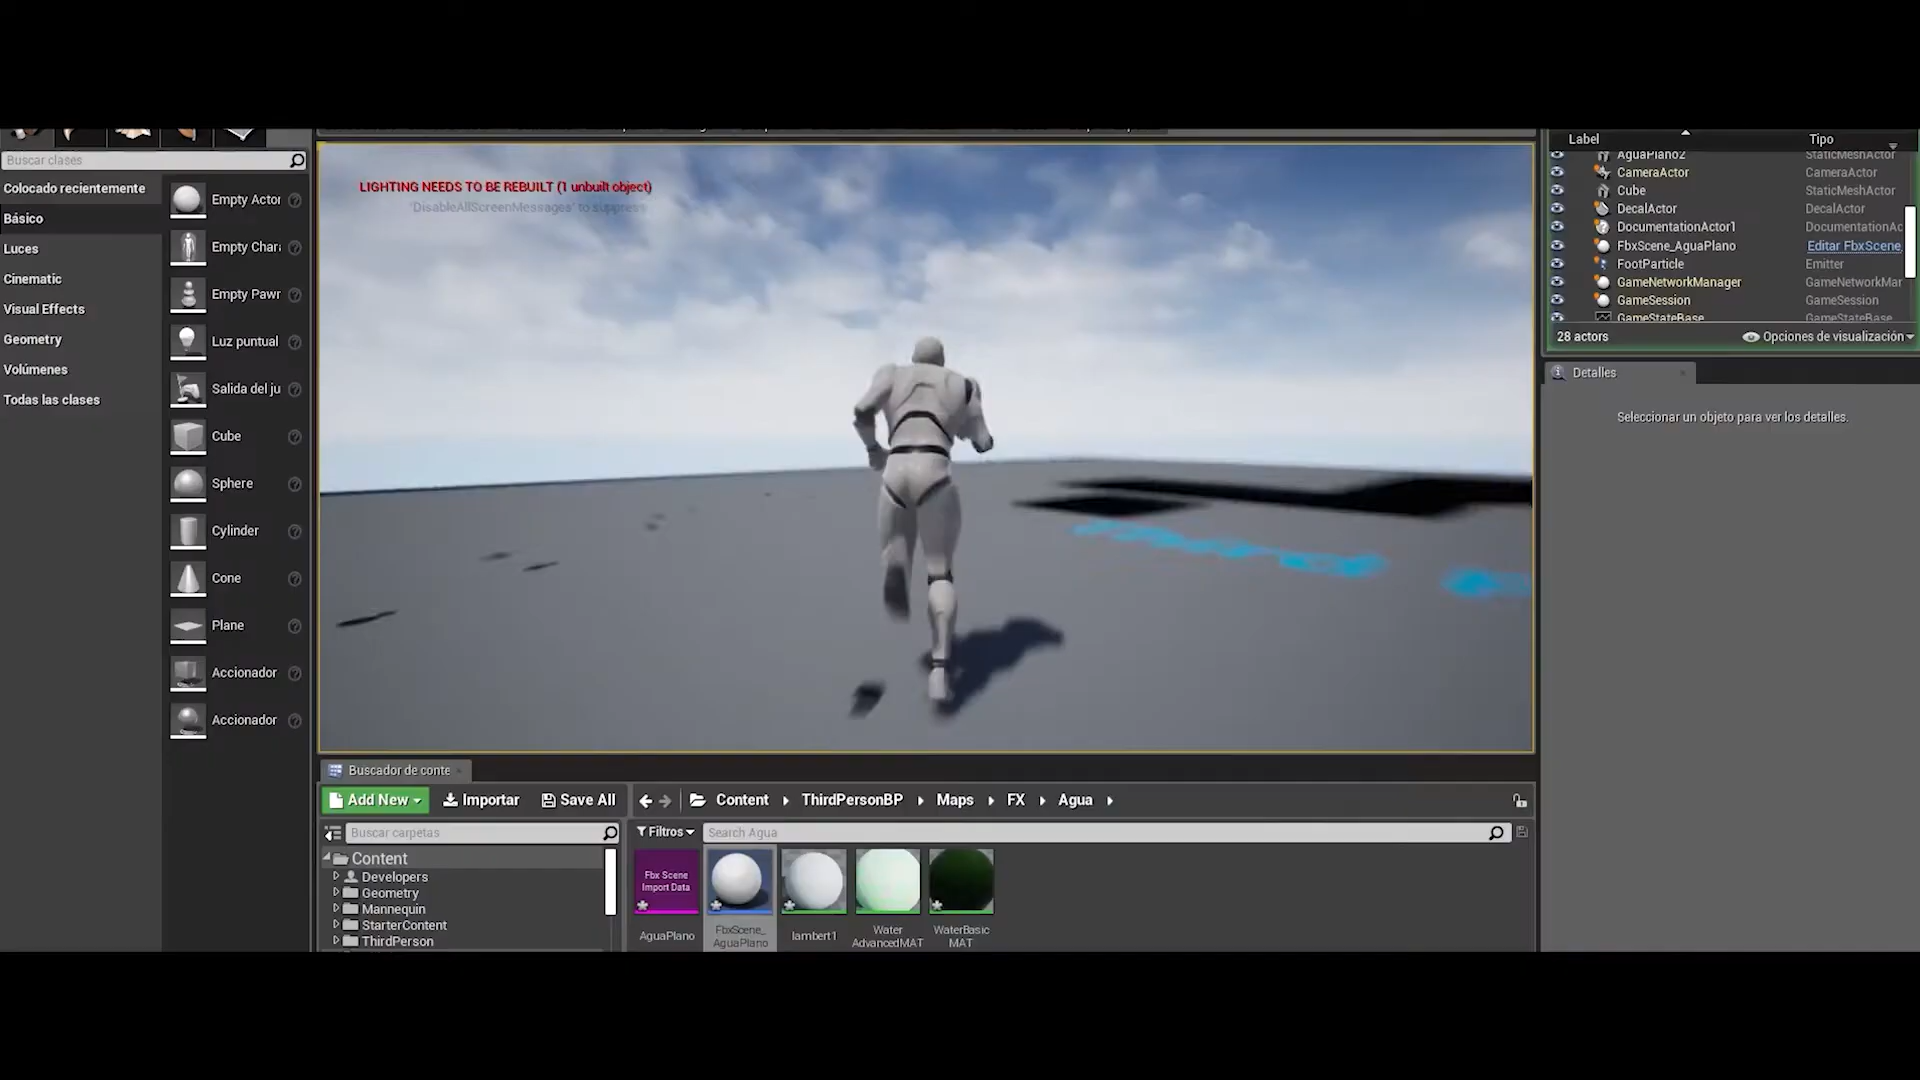 Buscar clases
Colocado recientemente
Básico
Luces
Cinematic
Visual Effects
Geometry
Volúmenes
Todas las clases
Empty Actor
Empty Chara
Empty Pawn
Luz puntual
Salida del ju
Cube
Sphere
Cylinder
Cone
Plane
Accionador
Accionador
LIGHTING NEEDS TO BE REBUILT (1 unbuilt object)
'DisableAllScreenMessages' to suppress
Label Tipo
AguaPlano2 StaticMeshActor
CameraActor CameraActor
Cube StaticMeshActor
DecalActor DecalActor
DocumentationActor1 DocumentationAc
FbxScene_AguaPlano Editar FbxScene_
FootParticle Emitter
GameNetworkManager GameNetworkMar
GameSession GameSession
GameStateBase GameStateBase
28 actors Opciones de visualización
Detalles
Seleccionar un objeto para ver los detalles.
Buscador de conte
Add New Importar Save All Content ThirdPersonBP Maps FX Agua
Buscar carpetas
Filtros Search Agua
Content
Developers
Geometry
Mannequin
StarterContent
ThirdPerson
Fbx Scene
Import Data
AguaPlano
FbxScene_
AguaPlano
lambert1
Water
AdvancedMAT
WaterBasic
MAT